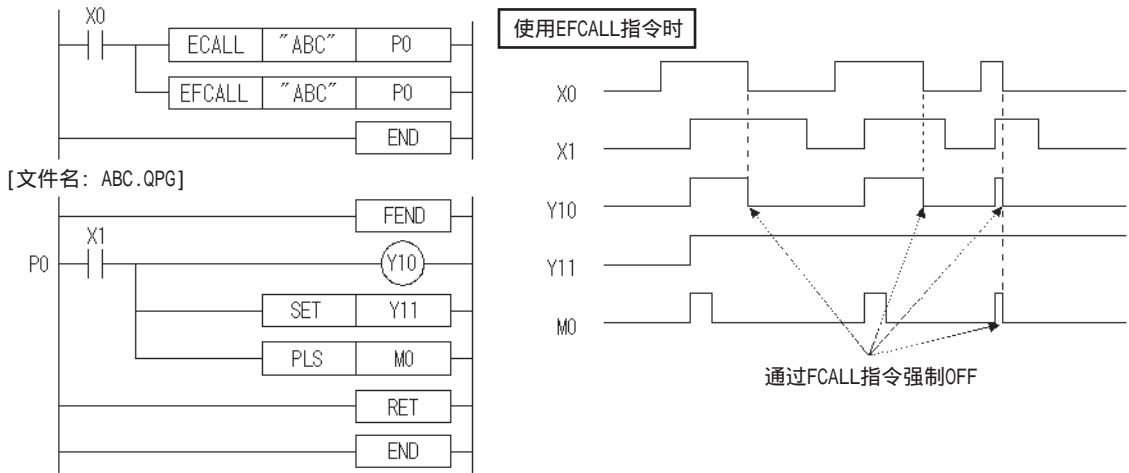 X0
ECALL ″ABC″ P0
EFCALL ″ABC″ P0
END
[文件名: ABC.QPG]
FEND
X1
P0 Y10
SET Y11
PLS M0
RET
END
使用EFCALL指令时
X0
X1
Y10
Y11
M0
通过FCALL指令强制OFF